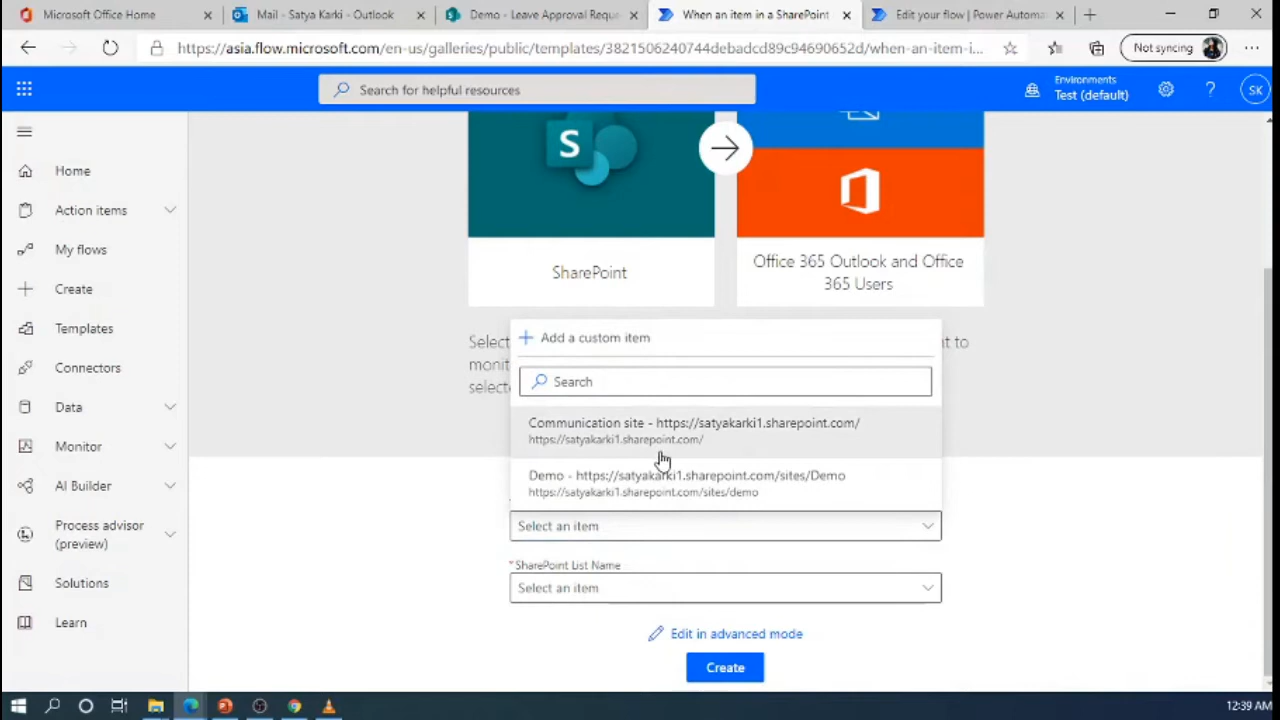 Microsoft Office Home
Mail - Satya Karki - Outlook
Demo - Leave Approval Reque
When an item in a SharePoint
Edit your flow | Power Automa
https://asia.flow.microsoft.com/en-us/galleries/public/templates/3821506240744debadcd89c94690652d/when-an-item-i...
Not syncing
Search for helpful resources
Environments
Test (default)
SK
Home
Action items
My flows
Create
Templates
Connectors
Data
Monitor
AI Builder
Process advisor
(preview)
Solutions
Learn
S
SharePoint
Office 365 Outlook and Office
365 Users
Select
nt to
monit
selecte
Add a custom item
Search
Communication site - https://satyakarki1.sharepoint.com/
https://satyakarki1.sharepoint.com/
Demo - https://satyakarki1.sharepoint.com/sites/Demo
https://satyakarki1.sharepoint.com/sites/demo
Select an item
*SharePoint List Name
Select an item
Edit in advanced mode
Create
12:39 AM